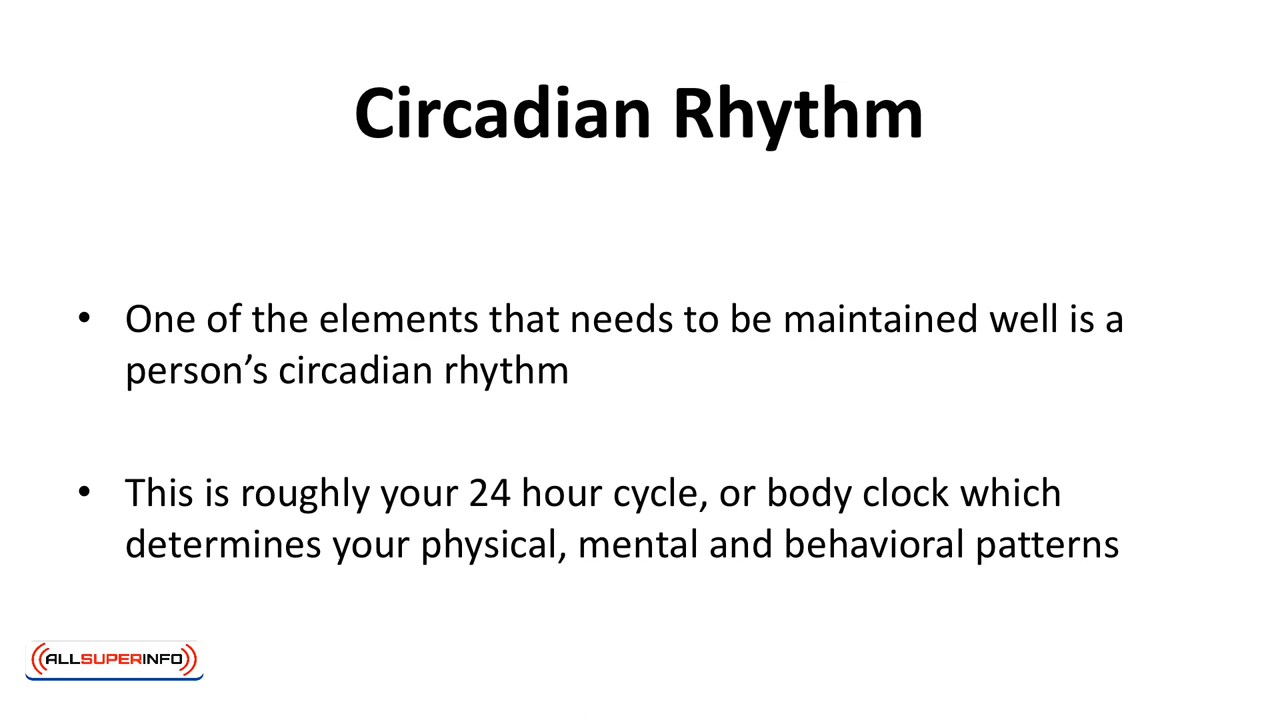 Circadian Rhythm
• One of the elements that needs to be maintained well is a
person’s circadian rhythm
• This is roughly your 24 hour cycle, or body clock which
determines your physical, mental and behavioral patterns
ALLSUPERINFO